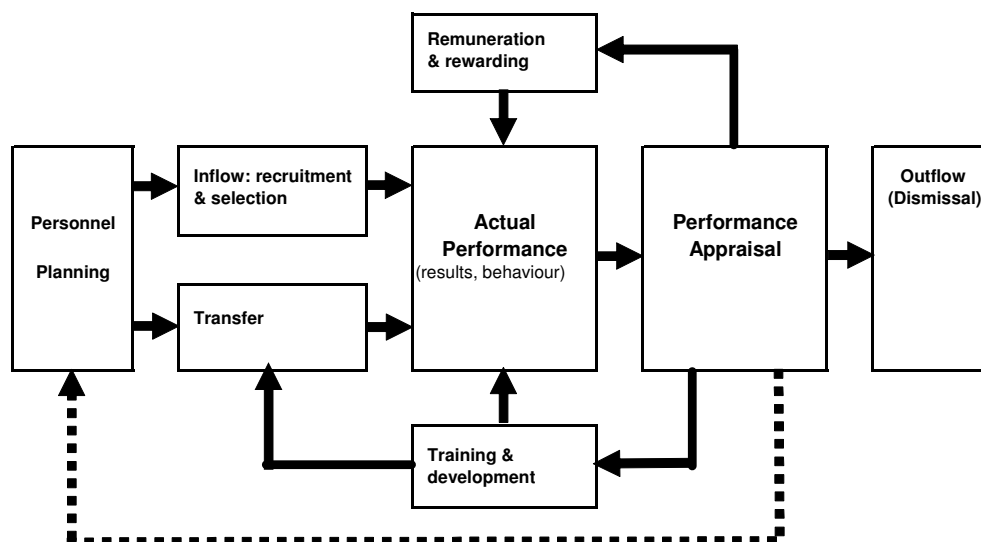 Remuneration
& rewarding
Personnel
Planning
Inflow: recruitment
& selection
Transfer
Actual
Performance
(results, behaviour)
Performance
Appraisal
Outflow
(Dismissal)
Training &
development